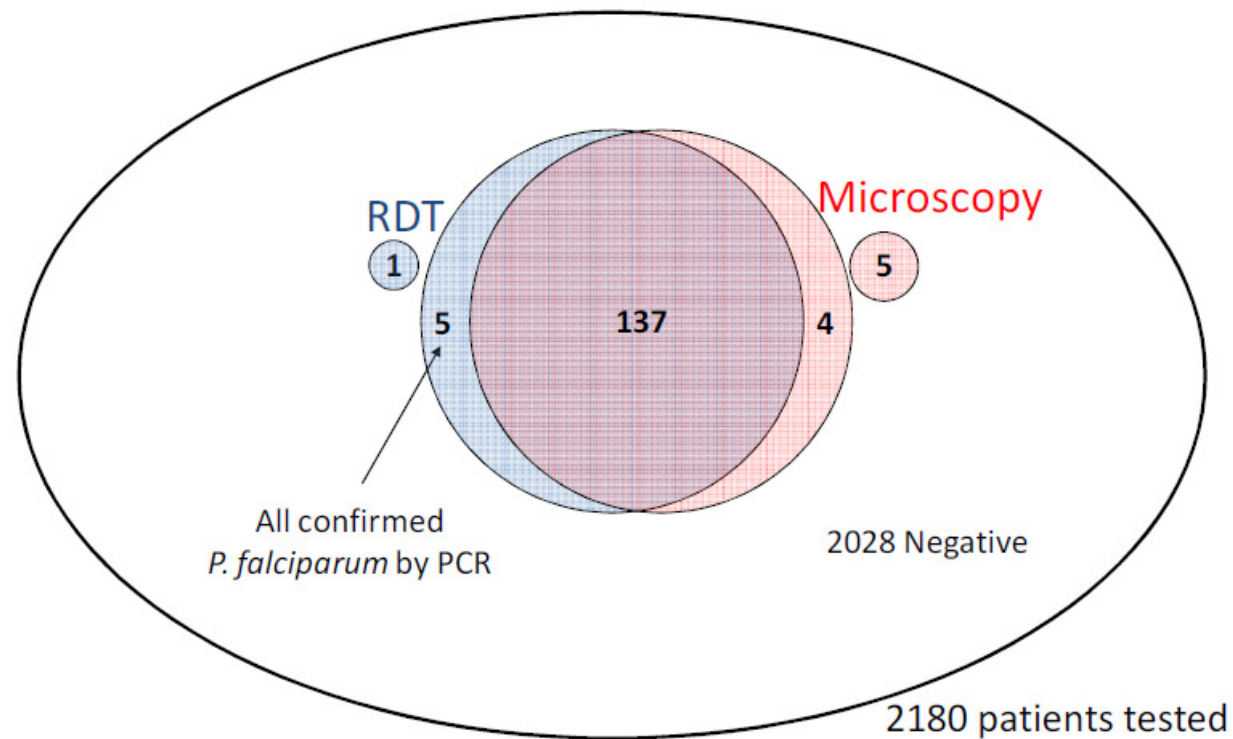 RDT
Microscopy
1
5
5
137
4
All confirmed
P. falciparum by PCR
2028 Negative
2180 patients tested